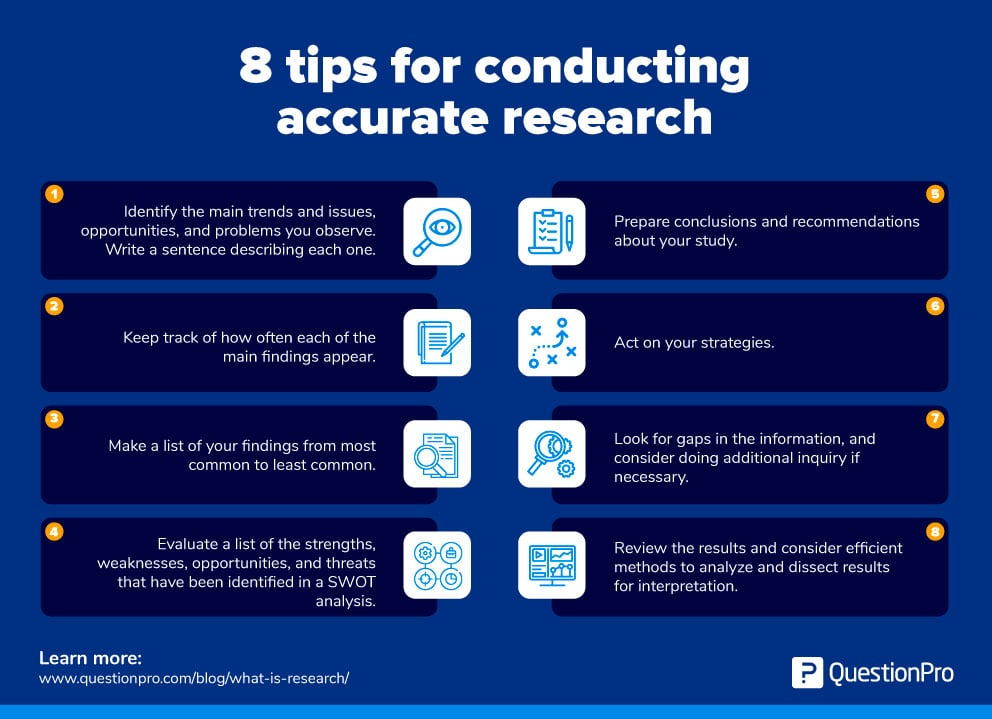 8 tips for conducting
accurate research
1
Identify the main trends and issues,
opportunities, and problems you observe.
Write a sentence describing each one.
2
Keep track of how often each of the
main findings appear.
3
Make a list of your findings from most
common to least common.
4
Evaluate a list of the strengths,
weaknesses, opportunities, and threats
that have been identified in a SWOT
analysis.
5
Prepare conclusions and recommendations
about your study.
6
Act on your strategies.
7
Look for gaps in the information, and
consider doing additional inquiry if
necessary.
8
Review the results and consider efficient
methods to analyze and dissect results
for interpretation.
Learn more:
www.questionpro.com/blog/what-is-research/
QuestionPro